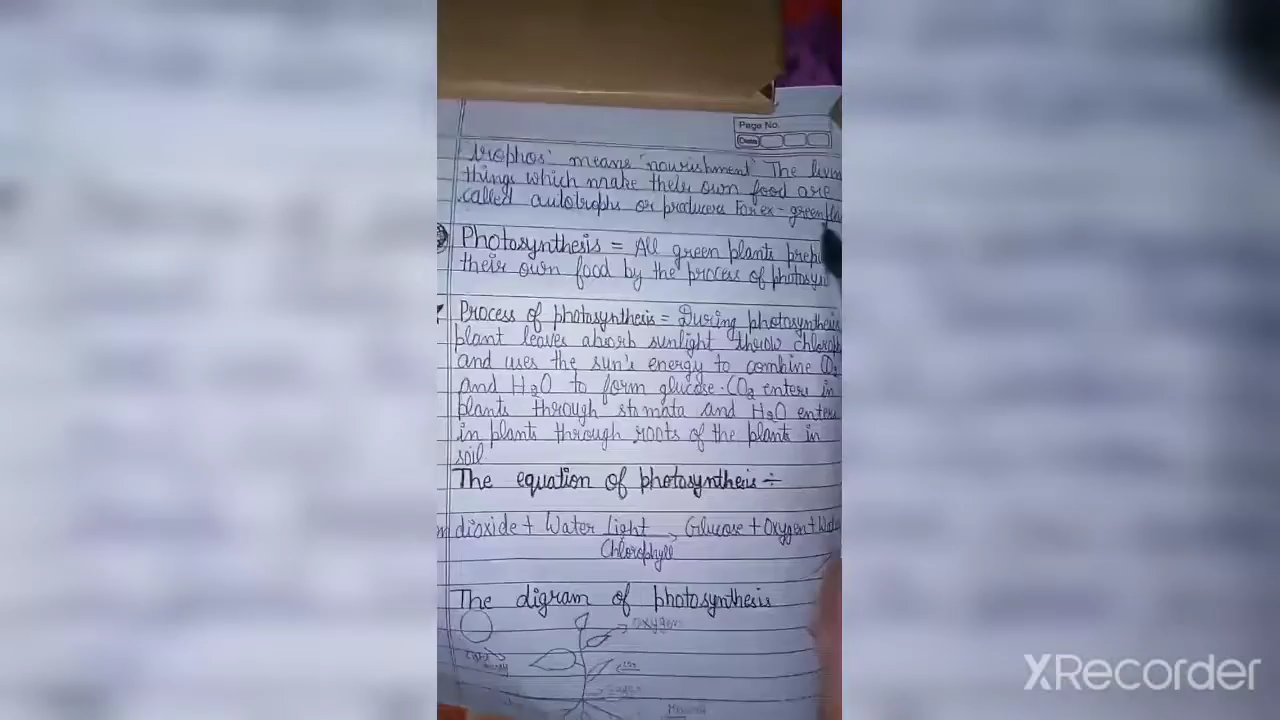 Page No.
Date
trophos' means 'nourishment' The livin
things which make their own food are
called autotrophs or producers For ex - green
Photosynthesis = All green plants prep
their own food by the process of photosyn
Process of photosynthesis = During photosynthesis
plant leaves absorb sunlight throw chlorop
and uses the sun's energy to combine CO2
and H2O to form glucose. CO2 enters in
plants through stomata and H2O enters
in plants through roots of the plants in
soil
The equation of photosynthesis ÷
dioxide + Water Light → Glucose + Oxygen + Wat
Chlorophyll
The digram of photosynthesis
Oxygen
XRecorder